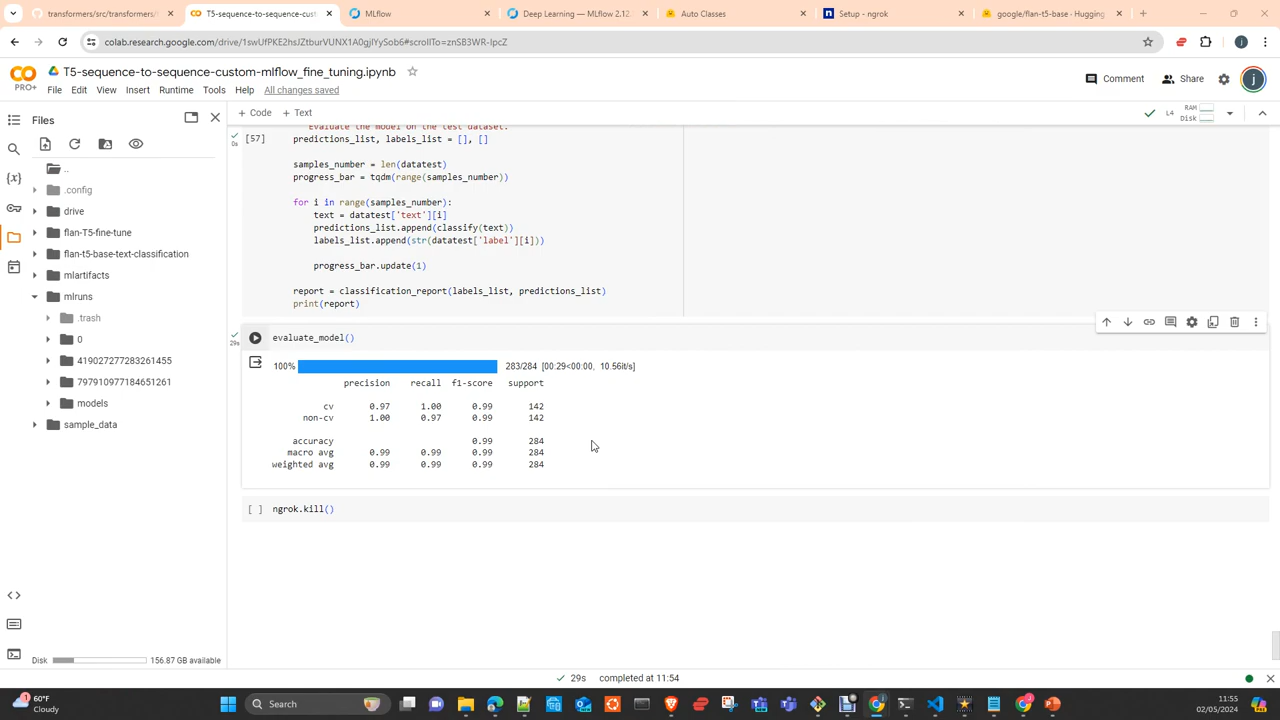 transformers/src/transformers/
T5-sequence-to-sequence-cust
MLflow
Deep Learning — MLflow 2.12.
Auto Classes
Setup - ngrok
google/flan-t5-base - Hugging
colab.research.google.com/drive/1swUfPKE2hsJZtburVUNX1A0gjIYySob6#scrollTo=znSB3WR-IpcZ
PRO+
T5-sequence-to-sequence-custom-mlflow_fine_tuning.ipynb
Comment
Share
j
File Edit View Insert Runtime Tools Help All changes saved
Files
+ Code + Text
L4
RAM
Disk
Evaluate the model on the test dataset.
[57]
0s
predictions_list, labels_list = [], []
samples_number = len(datatest)
progress_bar = tqdm(range(samples_number))
for i in range(samples_number):
text = datatest['text'][i]
predictions_list.append(classify(text))
labels_list.append(str(datatest['label'][i]))
progress_bar.update(1)
report = classification_report(labels_list, predictions_list)
print(report)
..
.config
drive
flan-T5-fine-tune
flan-t5-base-text-classification
mlartifacts
mlruns
.trash
0
419027277283261455
797910977184651261
models
sample_data
{x}
29s
evaluate_model()
100% 283/284 [00:29<00:00, 10.56it/s]
precision recall f1-score support
cv 0.97 1.00 0.99 142
non-cv 1.00 0.97 0.99 142
accuracy 0.99 284
macro avg 0.99 0.99 0.99 284
weighted avg 0.99 0.99 0.99 284
[ ] ngrok.kill()
Disk 156.87 GB available
29s completed at 11:54
60°F
Cloudy
Search
11:55
02/05/2024